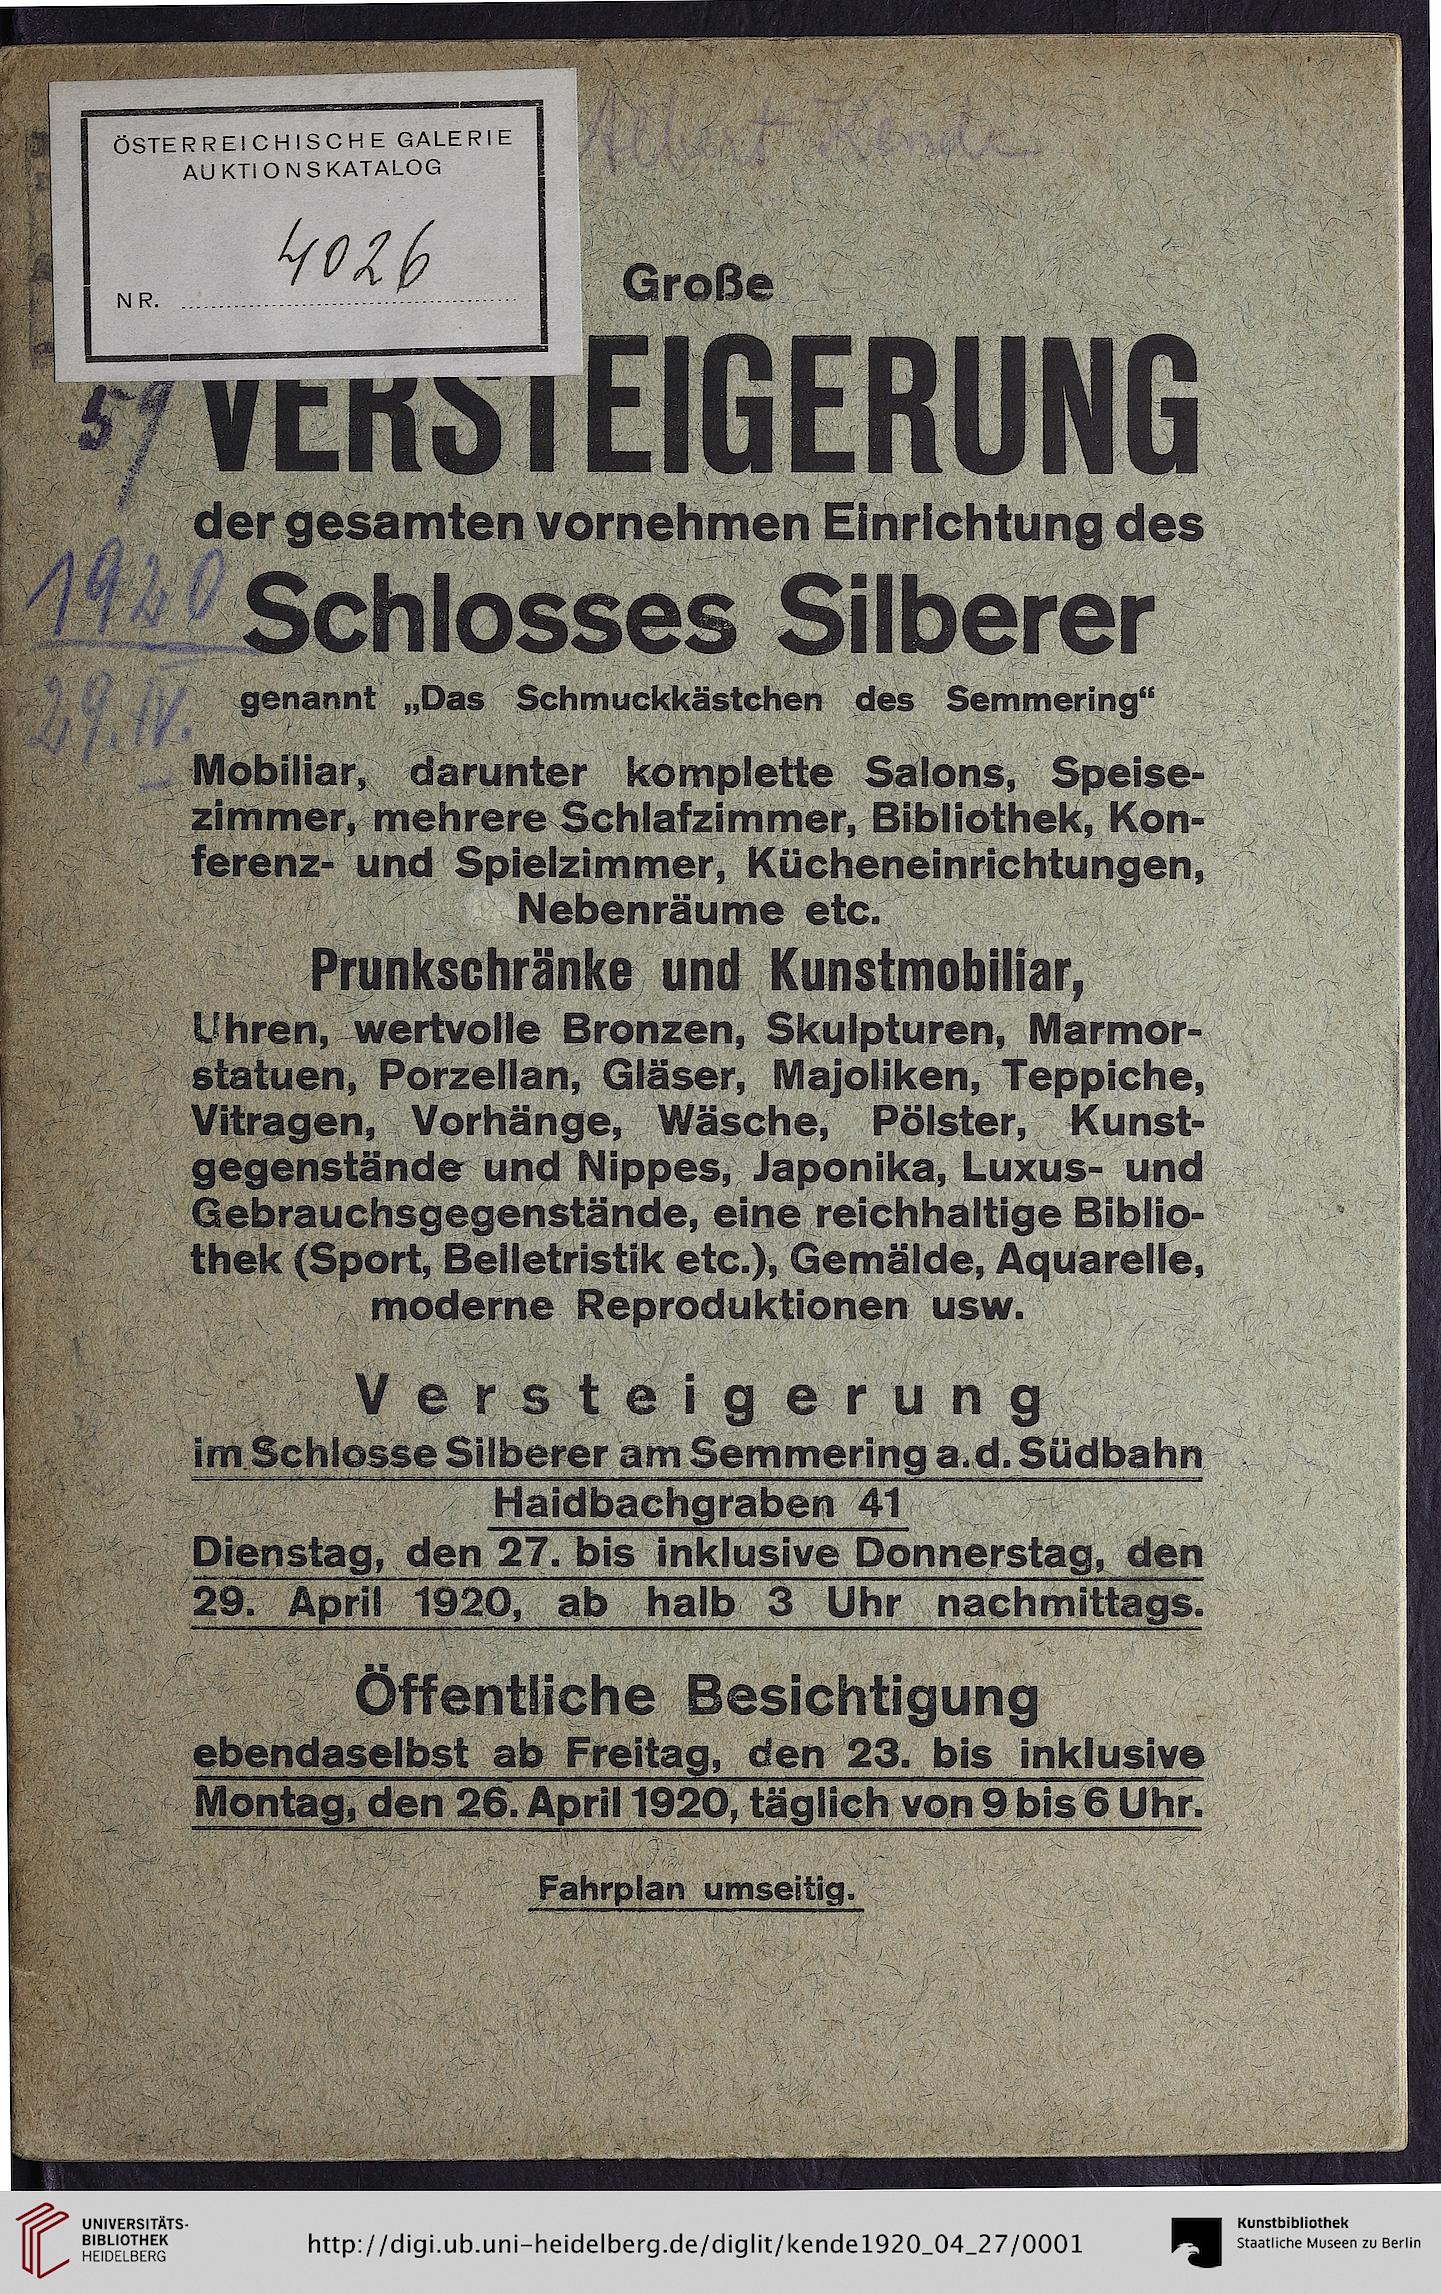 ÖSTERREICHISCHE GALERIE
AUKTIONSKATALOG
4026
NR.
Albert Kende
Große
VERSTEIGERUNG
59
der gesamten vornehmen Einrichtung des
1920
Schlosses Silberer
29. IV.
genannt „Das Schmuckkästchen des Semmering“
Mobiliar, darunter komplette Salons, Speise-
zimmer, mehrere Schlafzimmer, Bibliothek, Kon-
ferenz- und Spielzimmer, Kücheneinrichtungen,
Nebenräume etc.
Prunkschränke und Kunstmobiliar,
Uhren, wertvolle Bronzen, Skulpturen, Marmor-
statuen, Porzellan, Gläser, Majoliken, Teppiche,
Vitragen, Vorhänge, Wäsche, Pölster, Kunst-
gegenstände und Nippes, Japonika, Luxus- und
Gebrauchsgegenstände, eine reichhaltige Biblio-
thek (Sport, Belletristik etc.), Gemälde, Aquarelle,
moderne Reproduktionen usw.
Versteigerung
im Schlosse Silberer am Semmering a. d. Südbahn
Haidbachgraben 41
Dienstag, den 27. bis inklusive Donnerstag, den
29. April 1920, ab halb 3 Uhr nachmittags.
Öffentliche Besichtigung
ebendaselbst ab Freitag, den 23. bis inklusive
Montag, den 26. April 1920, täglich von 9 bis 6 Uhr.
Fahrplan umseitig.
UNIVERSITÄTS-
BIBLIOTHEK
HEIDELBERG
http://digi.ub.uni-heidelberg.de/diglit/kende1920_04_27/0001
Kunstbibliothek
Staatliche Museen zu Berlin